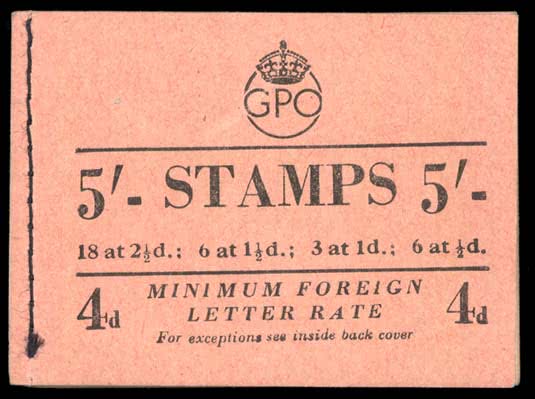 GPO
5/- STAMPS 5/-
18 at 2½d.; 6 at 1½d.; 3 at 1d.; 6 at ½d.
4d MINIMUM FOREIGN LETTER RATE 4d
For exceptions see inside back cover